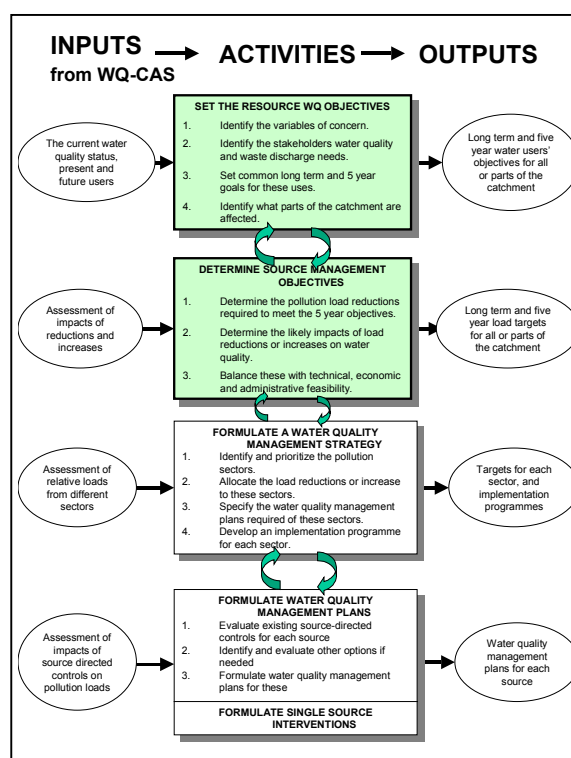 INPUTS
from WQ-CAS
ACTIVITIES
OUTPUTS
The current water
quality status,
present and
future users
SET THE RESOURCE WQ OBJECTIVES
1. Identify the variables of concern.
2. Identify the stakeholders water quality
and waste discharge needs.
3. Set common long term and 5 year
goals for these uses.
4. Identify what parts of the catchment are
affected.
Long term and five
year water users'
objectives for all
or parts of the
catchment
Assessment of
impacts of
reductions and
increases
DETERMINE SOURCE MANAGEMENT
OBJECTIVES
1. Determine the pollution load reductions
required to meet the 5 year objectives.
2. Determine the likely impacts of load
reductions or increases on water
quality.
3. Balance these with technical, economic
and administrative feasibility.
Long term and five
year load targets
for all or parts of
the catchment
Assessment of
relative loads
from different
sectors
FORMULATE A WATER QUALITY
MANAGEMENT STRATEGY
1. Identify and prioritize the pollution
sectors.
2. Allocate the load reductions or increase
to these sectors.
3. Specify the water quality management
plans required of these sectors.
4. Develop an implementation programme
for each sector.
Targets for each
sector, and
implementation
programmes
Assessment of
impacts of
source directed
controls on
pollution loads
FORMULATE WATER QUALITY
MANAGEMENT PLANS
1. Evaluate existing source-directed
controls for each source
2. Identify and evaluate other options if
needed
3. Formulate water quality management
plans for these
FORMULATE SINGLE SOURCE
INTERVENTIONS
Water quality
management
plans for each
source